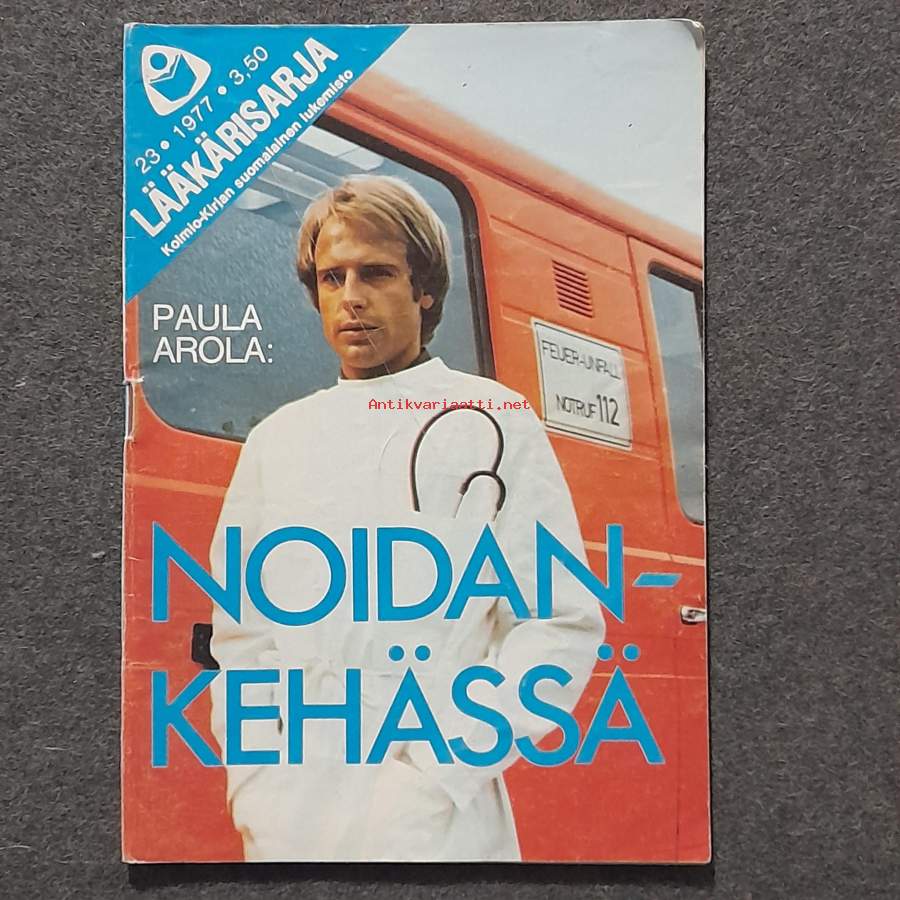 23 • 1977 • 3,50
LÄÄKÄRISARJA
Kolmio-Kirjan suomalainen lukemisto
PAULA
AROLA:
FEUER-UNFALL
NOTRUF 112
Antikvariaatti.net
NOIDAN-
KEHÄSSÄ